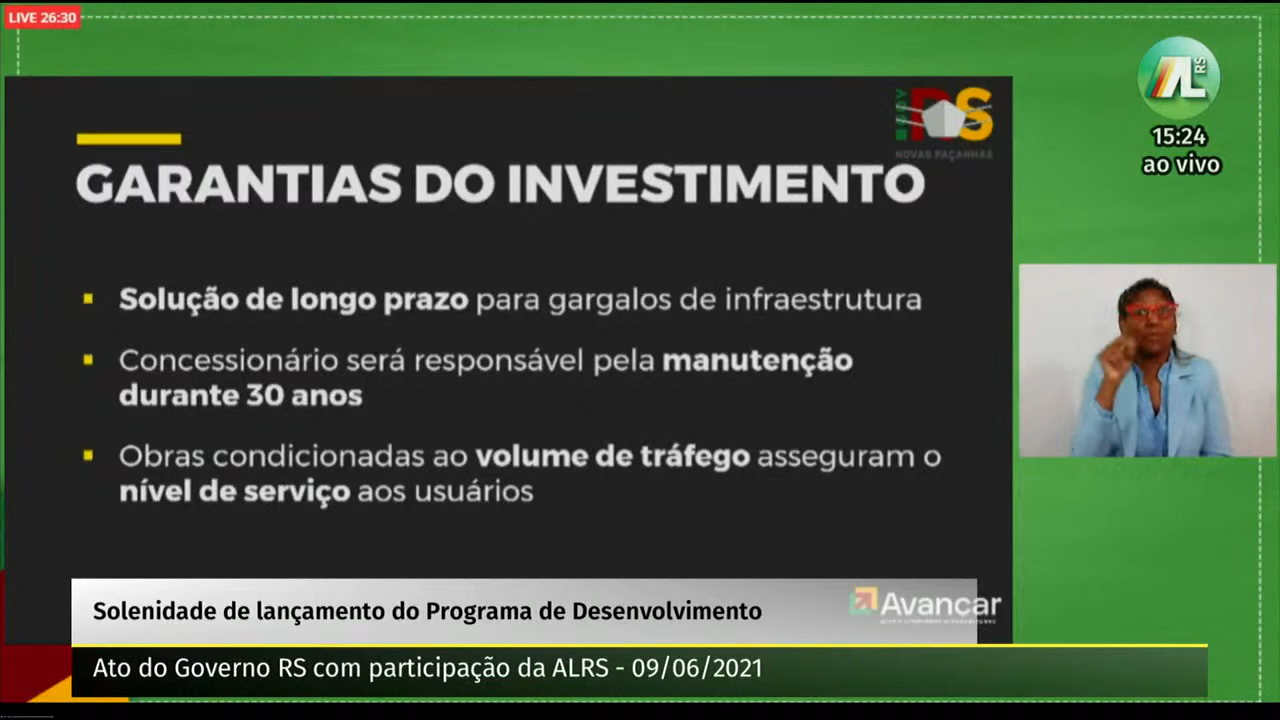 LIVE 26:30
GOV
RS
NOVAS FAÇANHAS
AL RS
15:24
ao vivo
GARANTIAS DO INVESTIMENTO
Solução de longo prazo para gargalos de infraestrutura
Concessionário será responsável pela manutenção
durante 30 anos
Obras condicionadas ao volume de tráfego asseguram o
nível de serviço aos usuários
Avançar
Solenidade de lançamento do Programa de Desenvolvimento
Ato do Governo RS com participação da ALRS - 09/06/2021